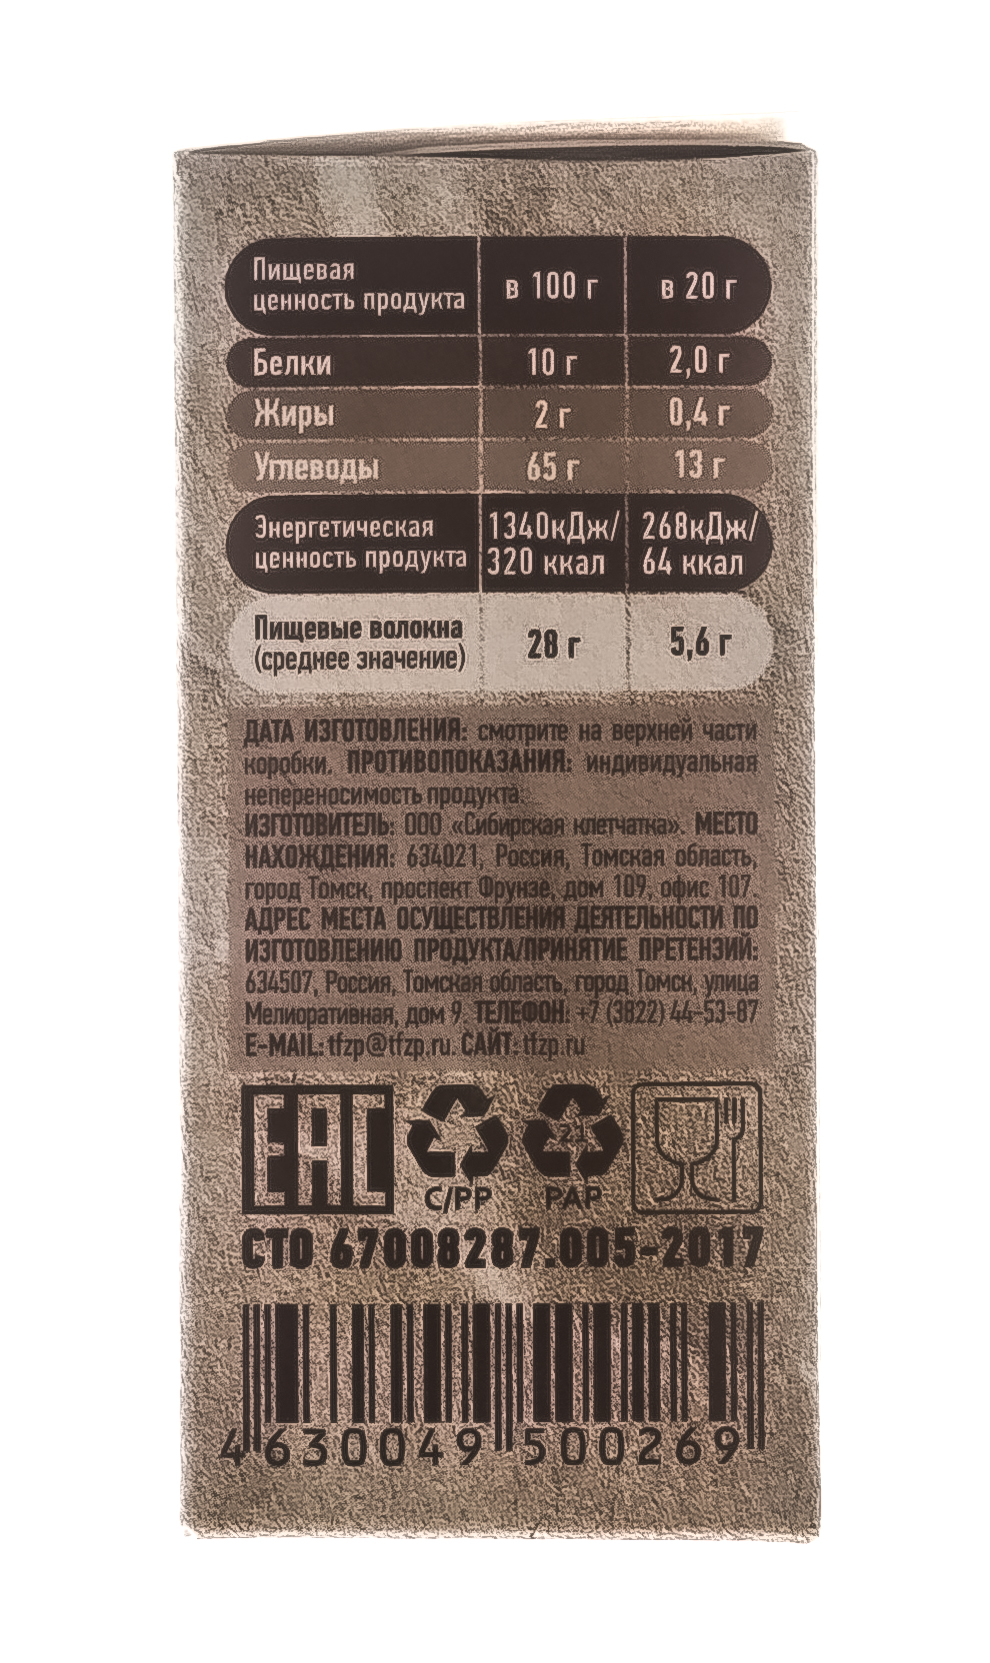 Пищевая
ценность продукта в 100 г в 20 г
Белки 10 г 2,0 г
Жиры 2 г 0,4 г
Углеводы 65 г 13 г
Энергетическая 1340кДж/ 268кДж/
ценность продукта 320 ккал 64 ккал
Пищевые волокна
(среднее значение) 28 г 5,6 г
ДАТА ИЗГОТОВЛЕНИЯ: смотрите на верхней части
коробки. ПРОТИВОПОКАЗАНИЯ: индивидуальная
непереносимость продукта.
ИЗГОТОВИТЕЛЬ: ООО «Сибирская клетчатка». МЕСТО
НАХОЖДЕНИЯ: 634021, Россия, Томская область,
город Томск, проспект Фрунзе, дом 109, офис 107.
АДРЕС МЕСТА ОСУЩЕСТВЛЕНИЯ ДЕЯТЕЛЬНОСТИ ПО
ИЗГОТОВЛЕНИЮ ПРОДУКТА/ПРИНЯТИЕ ПРЕТЕНЗИЙ:
634507, Россия, Томская область, город Томск, улица
Мелиоративная, дом 9. ТЕЛЕФОН: +7 (3822) 44-53-87
E-MAIL: tfzp@tfzp.ru. САЙТ: tfzp.ru
EAC 21
C/PP PAP
СТО 67008287.005-2017
4 630049 500269